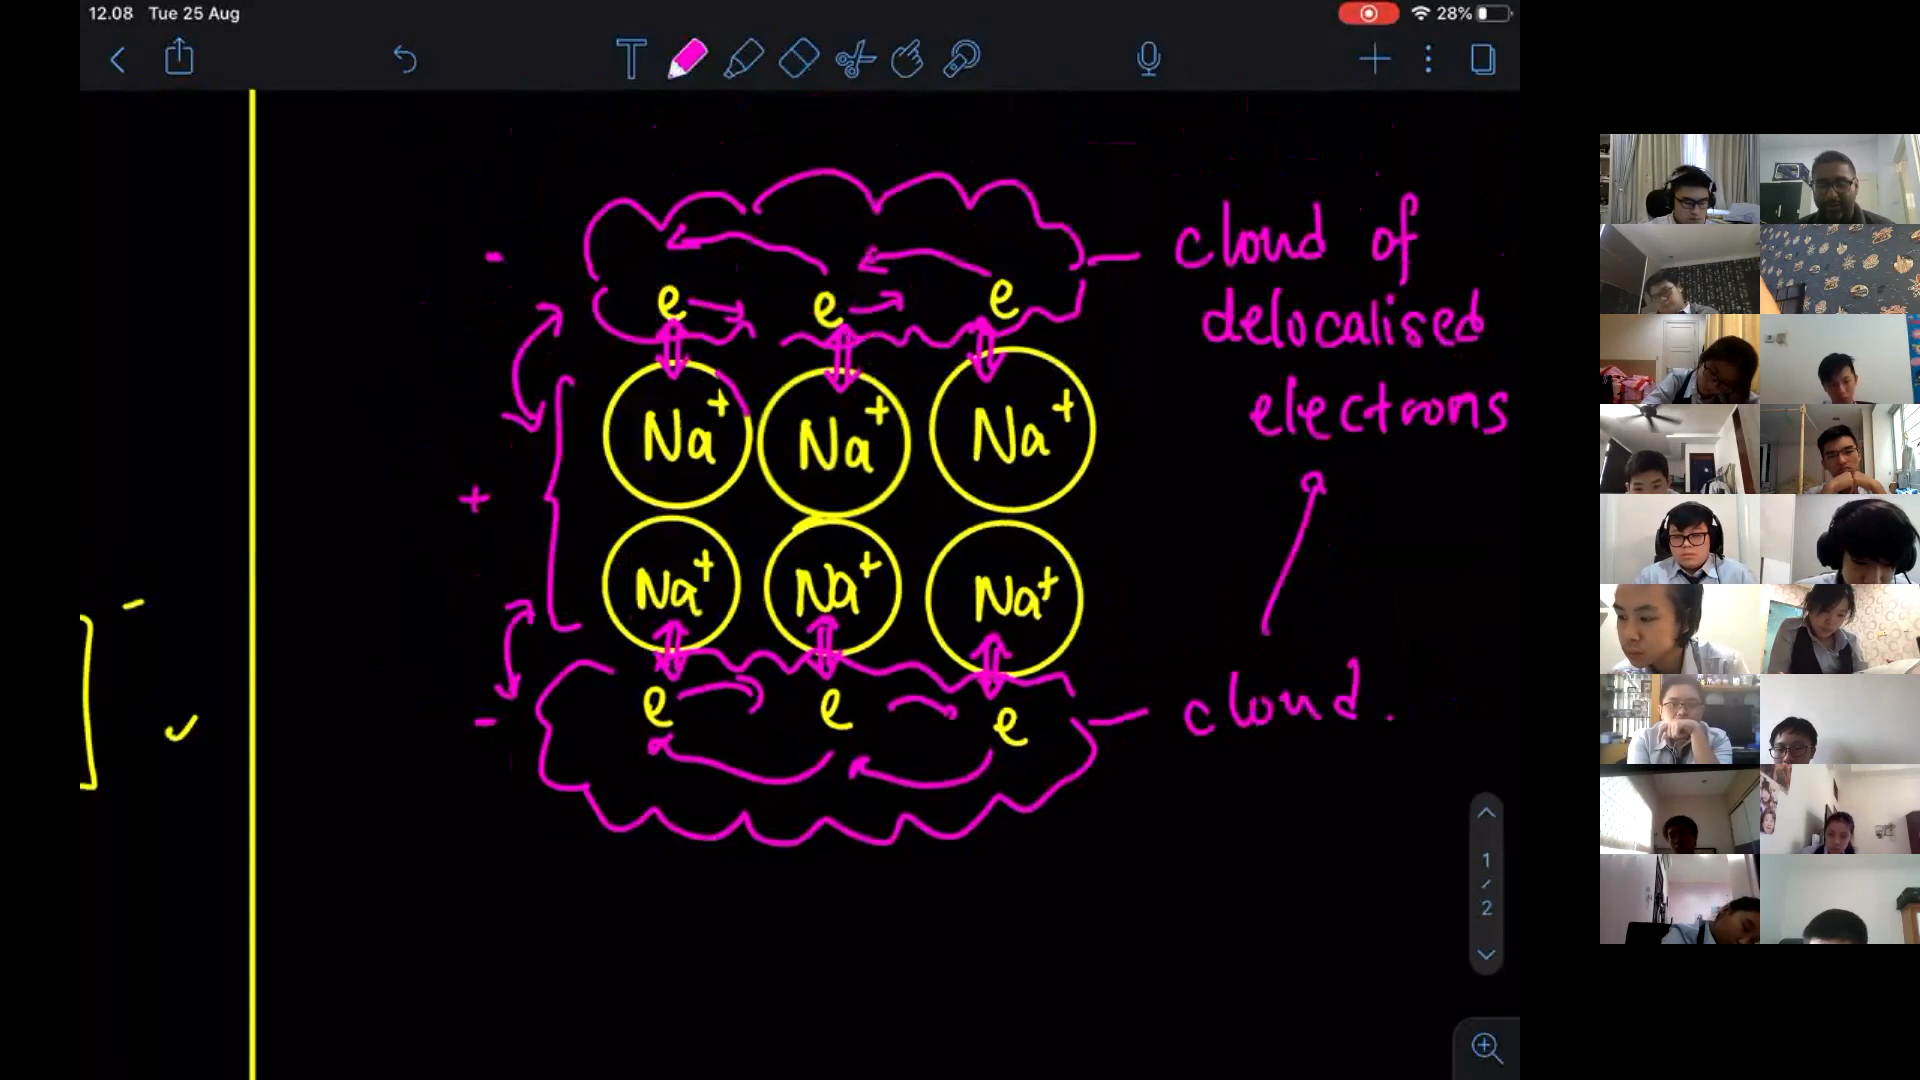 12.08 Tue 25 Aug
28%
T
cloud of
delocalised
electrons
-
e e e
Na+ Na+ Na+
+
Na+ Na+ Na+
-
e e e
cloud.
-
1
/
2